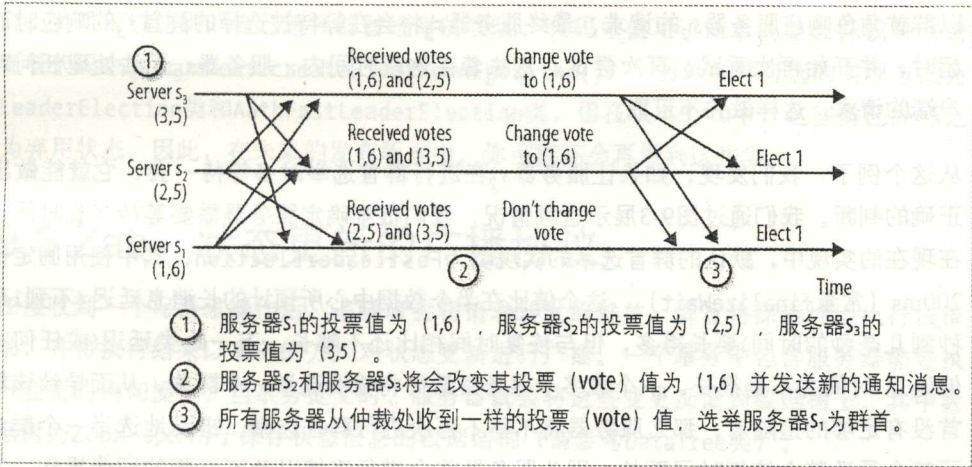 ①
Received votes
(1,6) and (2,5)
Change vote
to (1,6)
Elect 1
Server s₃
(3,5)
Received votes
(1,6) and (3,5)
Change vote
to (1,6)
Elect 1
Server s₂
(2,5)
Received votes
(2,5) and (3,5)
Don't change
vote
Elect 1
Server s₁
(1,6)
②
③
Time
① 服务器s₁的投票值为(1,6),服务器s₂的投票值为(2,5),服务器s₃的
投票值为(3,5)。
② 服务器s₂和服务器s₃将会改变其投票(vote)值为(1,6)并发送新的通知消息。
③ 所有服务器从仲裁处收到一样的投票(vote)值,选举服务器s₁为群首。